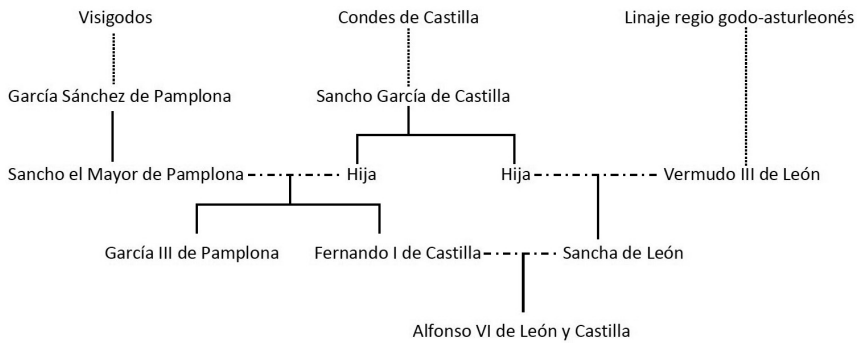 Visigodos
Condes de Castilla
Linaje regio godo-asturleonés
García Sánchez de Pamplona
Sancho García de Castilla
Sancho el Mayor de Pamplona
Hija
Hija
Vermudo III de León
García III de Pamplona
Fernando I de Castilla
Sancha de León
Alfonso VI de León y Castilla